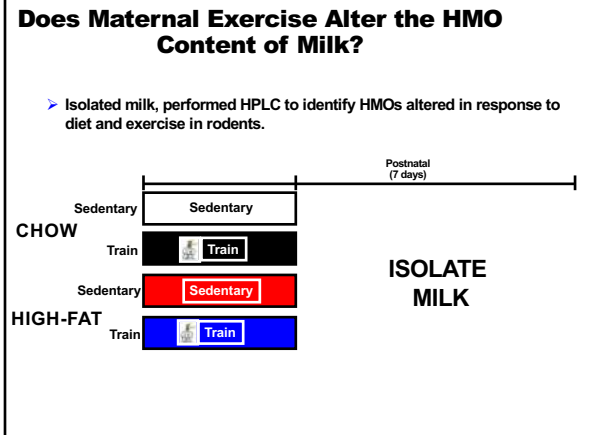 Does Maternal Exercise Alter the HMO
Content of Milk?
➢ Isolated milk, performed HPLC to identify HMOs altered in response to
diet and exercise in rodents.
Postnatal
(7 days)
Sedentary Sedentary
CHOW
Train Train
ISOLATE
MILK
Sedentary Sedentary
HIGH-FAT
Train Train